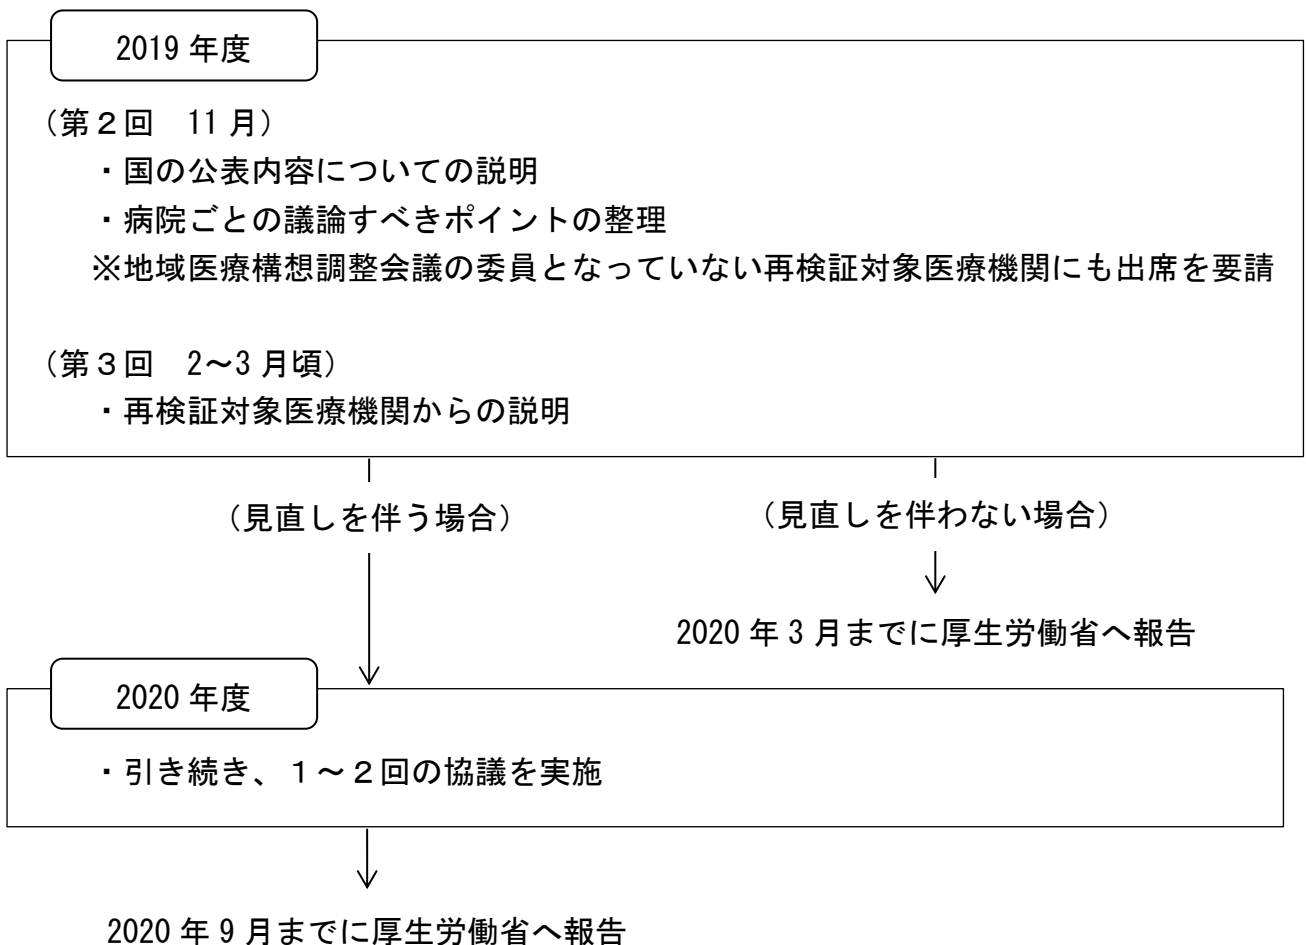 2019 年度
（第２回　11 月）
・国の公表内容についての説明
・病院ごとの議論すべきポイントの整理
※地域医療構想調整会議の委員となっていない再検証対象医療機関にも出席を要請
（第３回　2～3 月頃）
・再検証対象医療機関からの説明
（見直しを伴う場合）
（見直しを伴わない場合）
2020 年 3 月までに厚生労働省へ報告
2020 年度
・引き続き、１～２回の協議を実施
2020 年 9 月までに厚生労働省へ報告